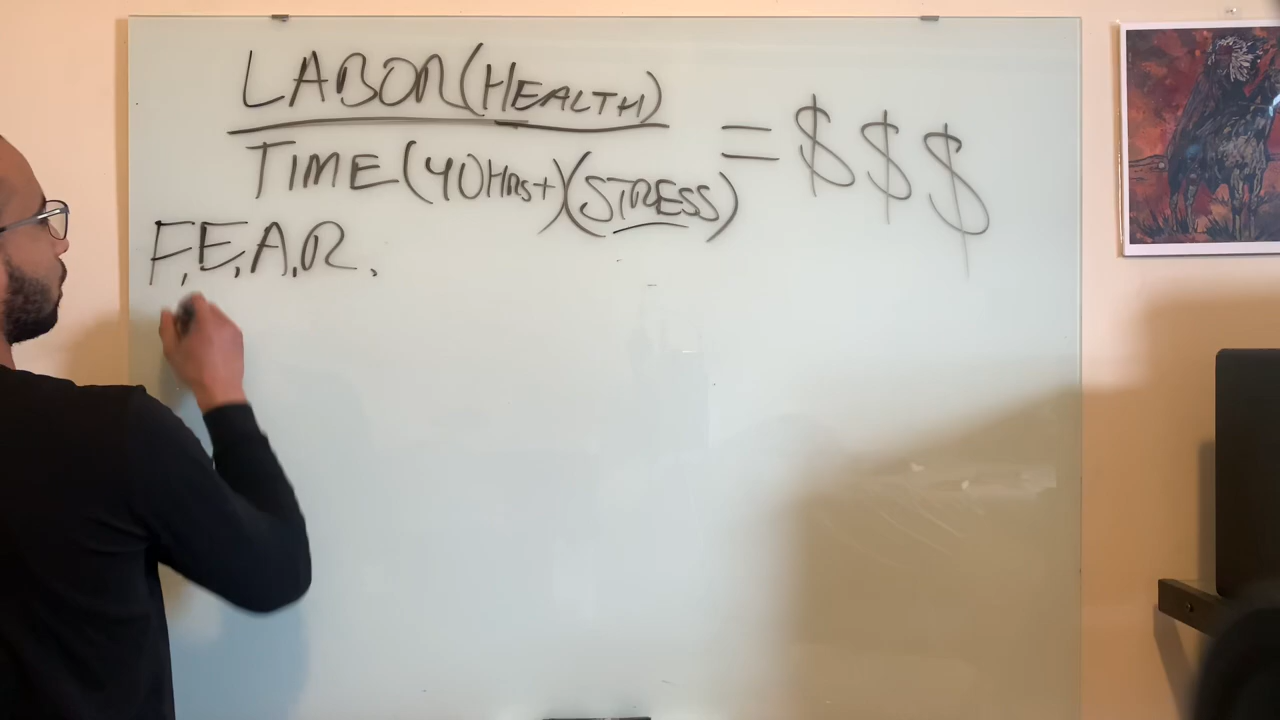 LABOR(HEALTH)
TIME(40HRS+)(STRESS) = $$$
F.E.A.R.